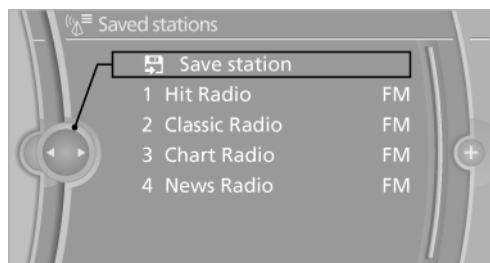 Saved stations
Save station
1 Hit Radio FM
2 Classic Radio FM
3 Chart Radio FM
4 News Radio FM